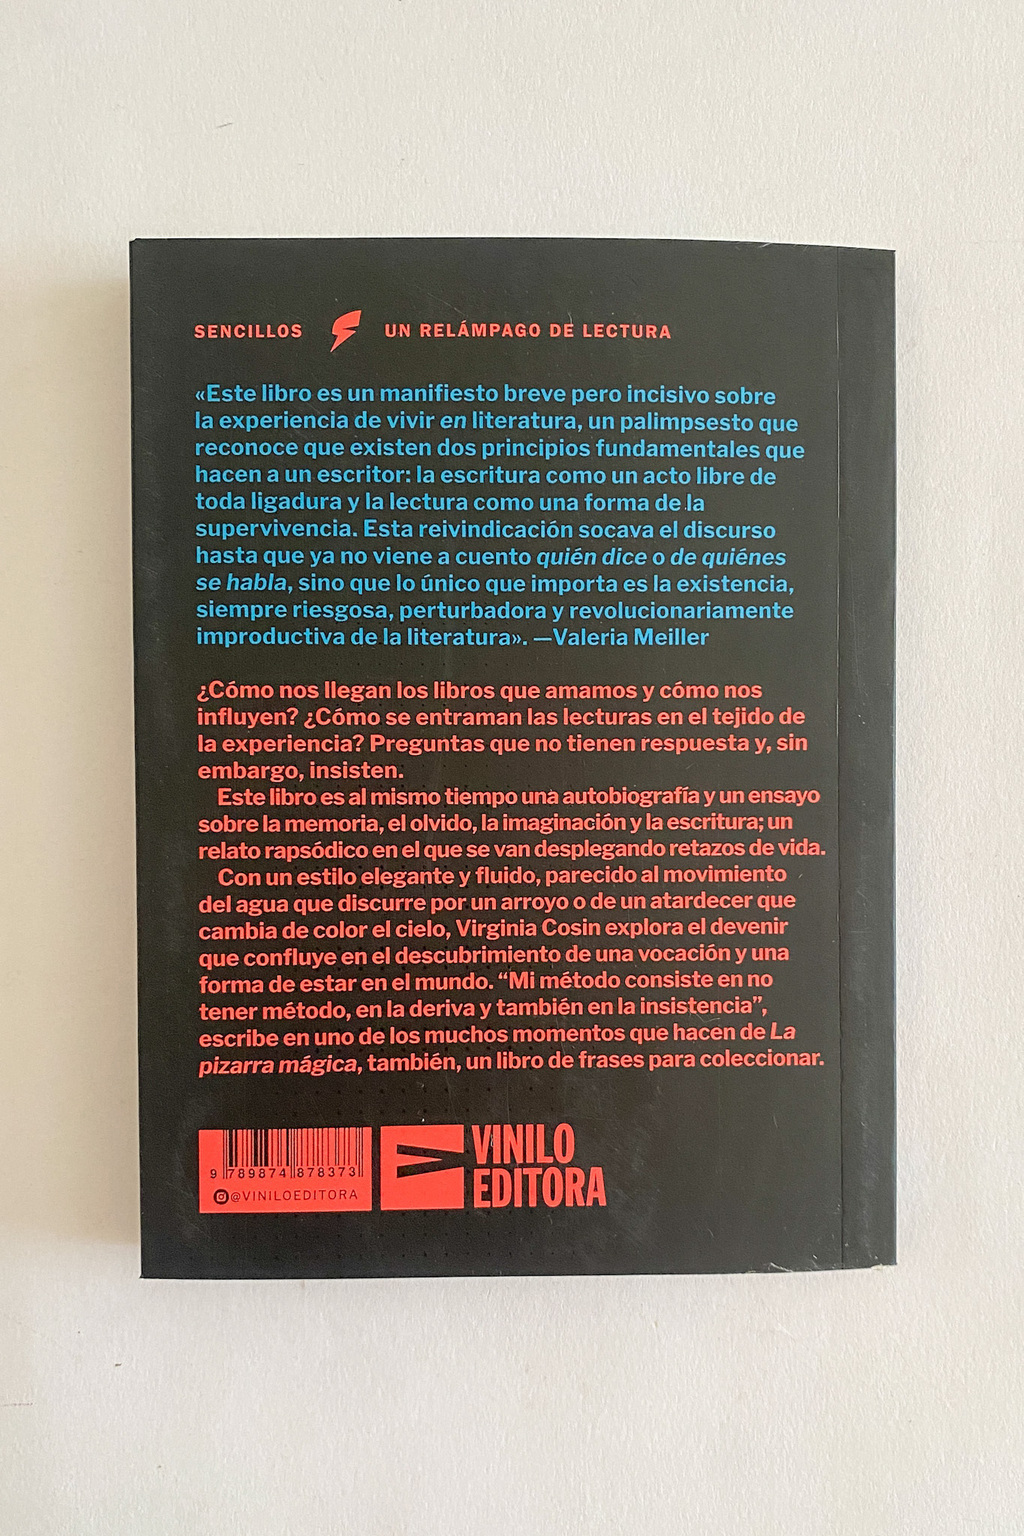 SENCILLOS UN RELÁMPAGO DE LECTURA
«Este libro es un manifiesto breve pero incisivo sobre
la experiencia de vivir en literatura, un palimpsesto que
reconoce que existen dos principios fundamentales que
hacen a un escritor: la escritura como un acto libre de
toda ligadura y la lectura como una forma de la
supervivencia. Esta reivindicación socava el discurso
hasta que ya no viene a cuento quién dice o de quiénes
se habla, sino que lo único que importa es la existencia,
siempre riesgosa, perturbadora y revolucionariamente
improductiva de la literatura». —Valeria Meiller
¿Cómo nos llegan los libros que amamos y cómo nos
influyen? ¿Cómo se entraman las lecturas en el tejido de
la experiencia? Preguntas que no tienen respuesta y, sin
embargo, insisten.
Este libro es al mismo tiempo una autobiografía y un ensayo
sobre la memoria, el olvido, la imaginación y la escritura; un
relato rapsódico en el que se van desplegando retazos de vida.
Con un estilo elegante y fluido, parecido al movimiento
del agua que discurre por un arroyo o de un atardecer que
cambia de color el cielo, Virginia Cosin explora el devenir
que confluye en el descubrimiento de una vocación y una
forma de estar en el mundo. “Mi método consiste en no
tener método, en la deriva y también en la insistencia”,
escribe en uno de los muchos momentos que hacen de La
pizarra mágica, también, un libro de frases para coleccionar.
9 789874 878373
@VINILOEDITORA
VINILO
EDITORA